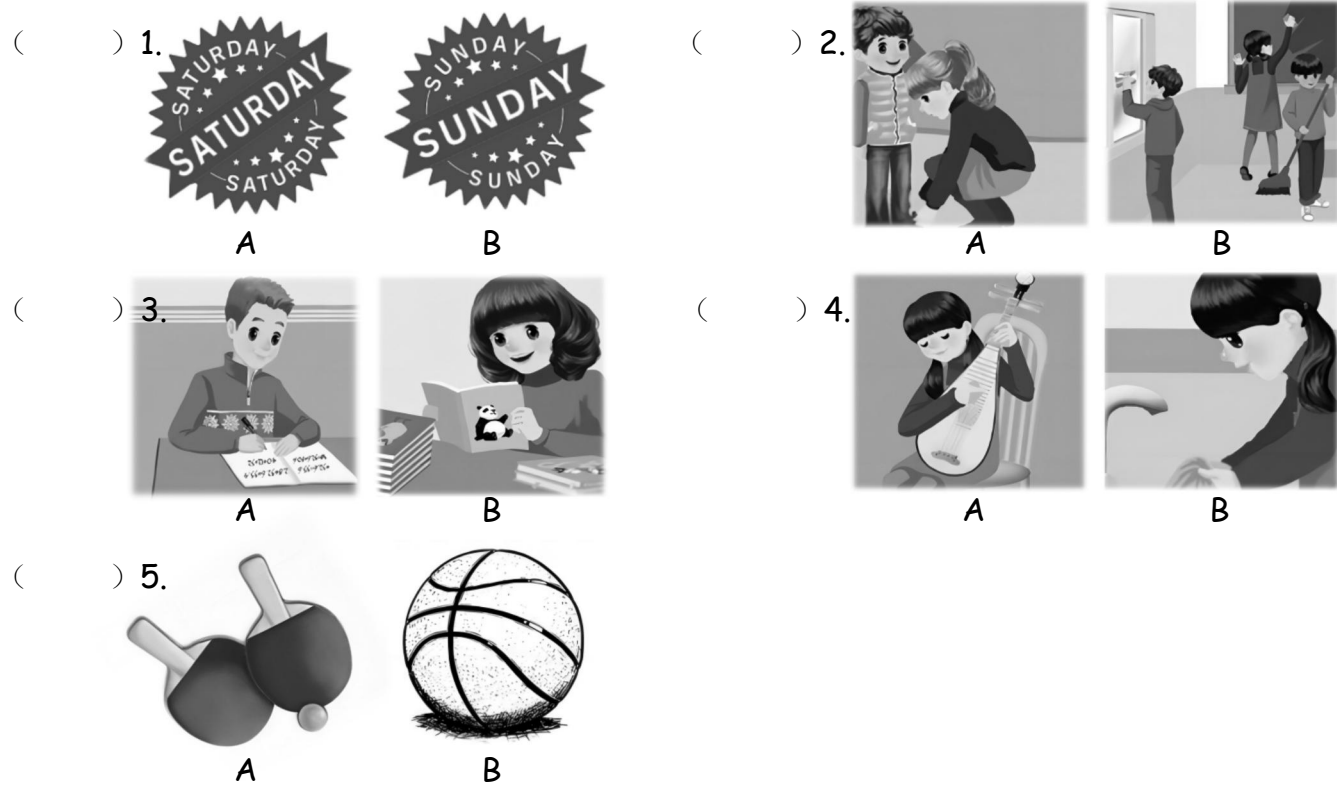 （ ）1.
SATURDAY
SATURDAY
SATURDAY
SUNDAY
SUNDAY
SUNDAY
（ ）2.
A
B
A
B
（ ）3.
（ ）4.
A
B
A
B
（ ）5.
A
B